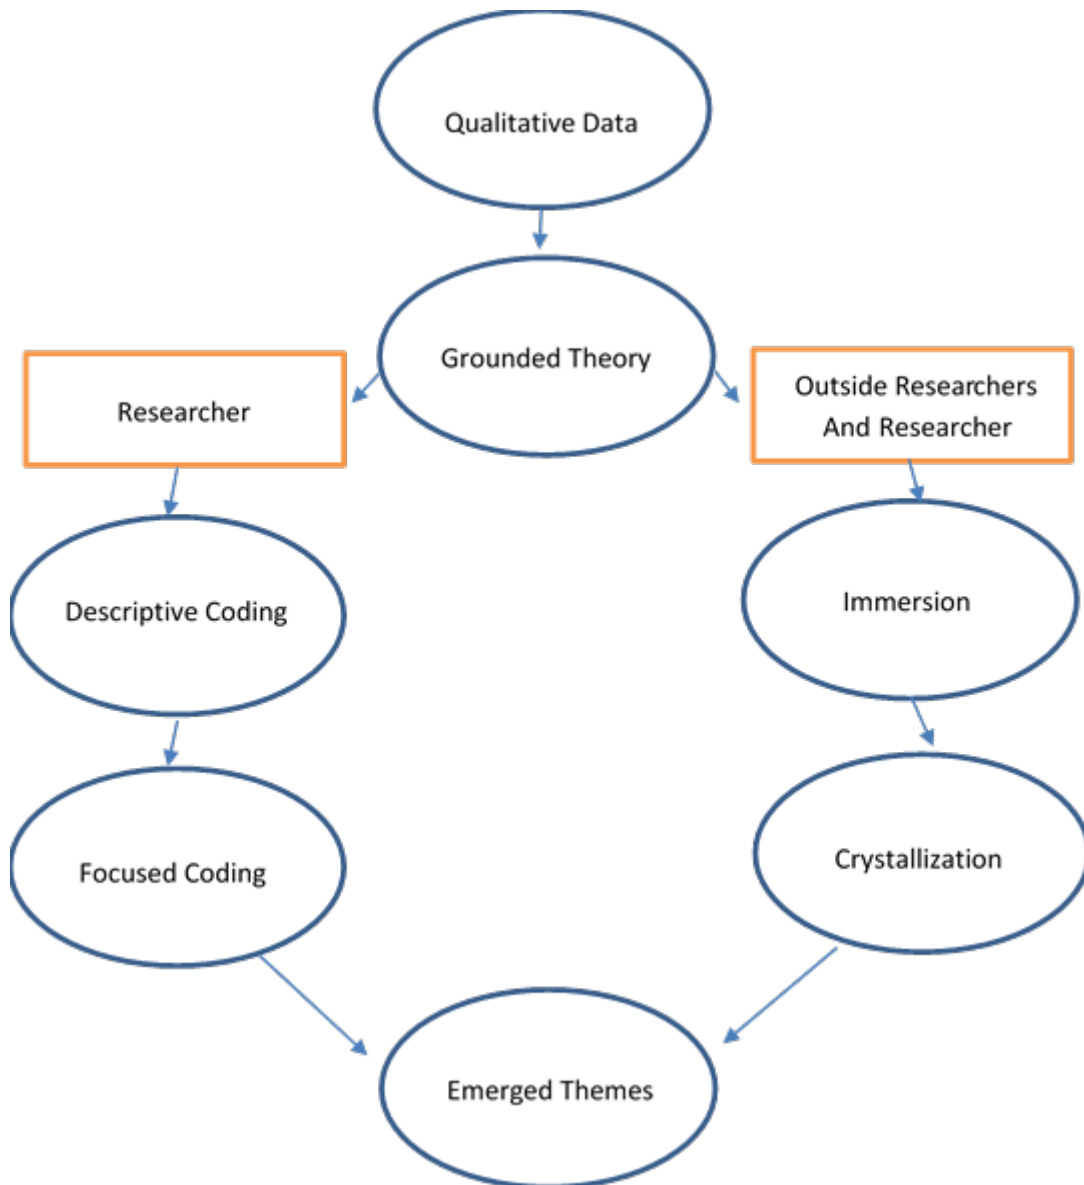 Qualitative Data
Grounded Theory
Researcher
Outside Researchers
And Researcher
Descriptive Coding
Immersion
Focused Coding
Crystallization
Emerged Themes